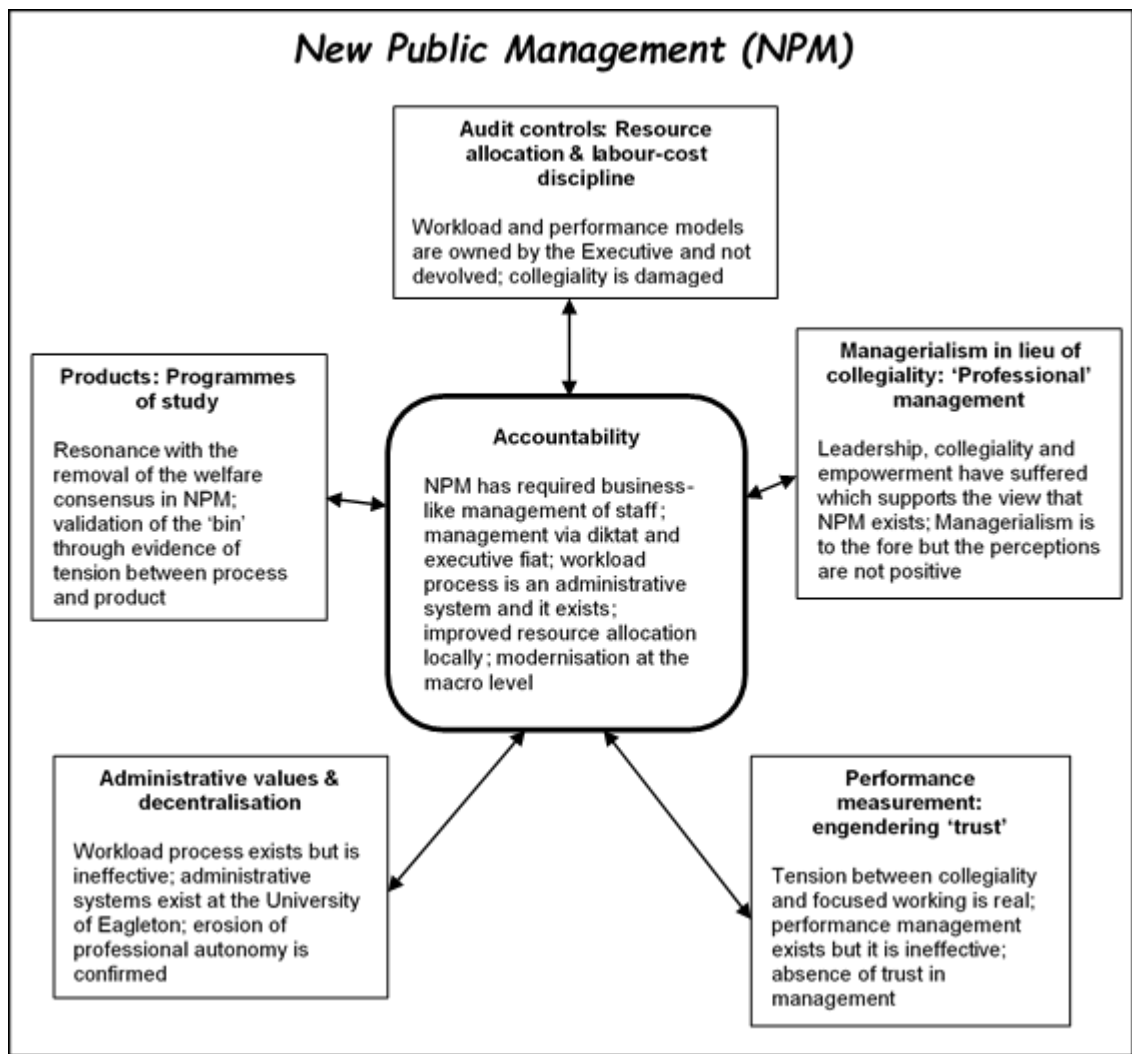 New Public Management (NPM)
Audit controls: Resource
allocation & labour-cost
discipline
Workload and performance models
are owned by the Executive and not
devolved; collegiality is damaged
Products: Programmes
of study
Resonance with the
removal of the welfare
consensus in NPM;
validation of the ‘bin’
through evidence of
tension between process
and product
Accountability
NPM has required business-
like management of staff;
management via diktat and
executive fiat; workload
process is an administrative
system and it exists;
improved resource allocation
locally; modernisation at the
macro level
Managerialism in lieu of
collegiality: ‘Professional’
management
Leadership, collegiality and
empowerment have suffered
which supports the view that
NPM exists; Managerialism is
to the fore but the perceptions
are not positive
Administrative values &
decentralisation
Workload process exists but is
ineffective; administrative
systems exist at the University
of Eagleton; erosion of
professional autonomy is
confirmed
Performance
measurement:
engendering ‘trust’
Tension between collegiality
and focused working is real;
performance management
exists but it is ineffective;
absence of trust in
management